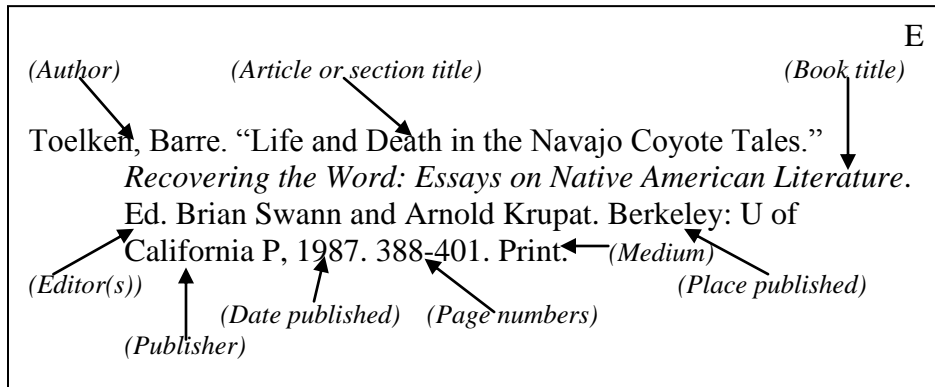 E
(Author) (Article or section title) (Book title)
Toelken, Barre. “Life and Death in the Navajo Coyote Tales.”
Recovering the Word: Essays on Native American Literature.
Ed. Brian Swann and Arnold Krupat. Berkeley: U of
California P, 1987. 388-401. Print. (Medium)
(Editor(s)) (Place published)
(Date published) (Page numbers)
(Publisher)